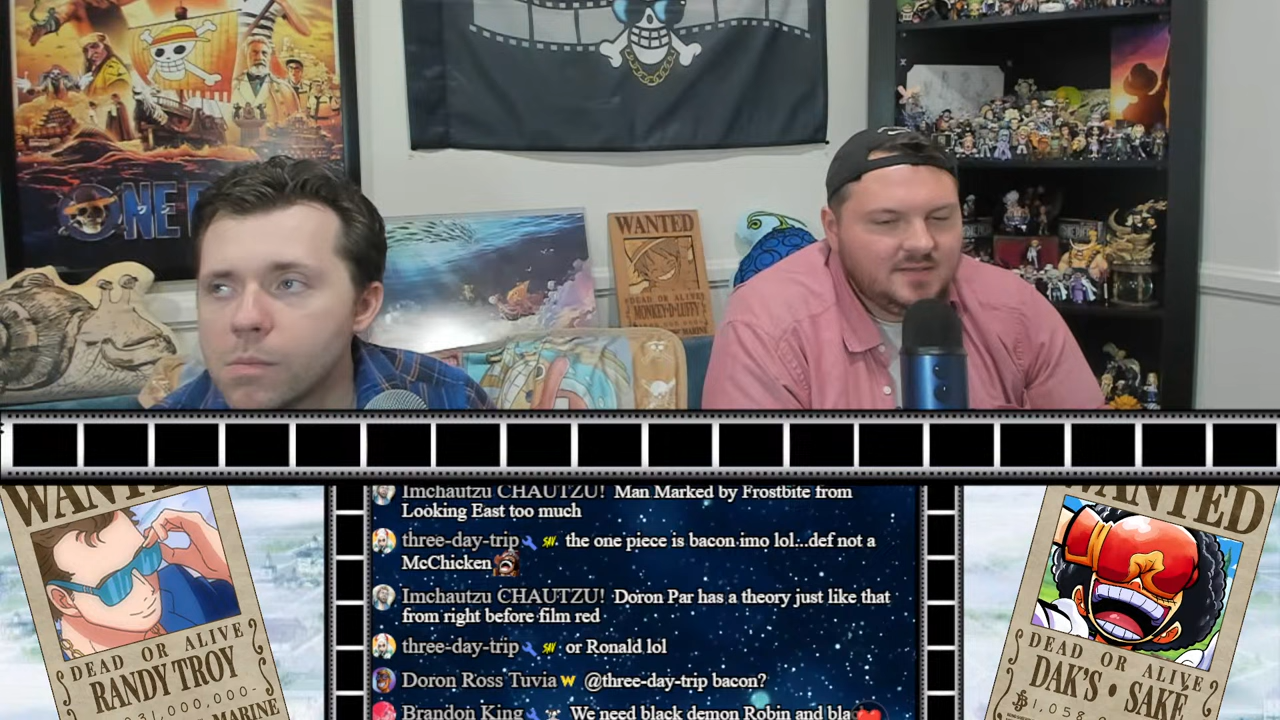 ONE P
WANTED
DEAD OR ALIVE
MONKEY·D·LUFFY
MARINE
WANTED
DEAD OR ALIVE
RANDY TROY
MARINE
Imchautzu CHAUTZU! Man Marked by Frostbite from
Looking East too much
three-day-trip the one piece is bacon imo lol...def not a
McChicken
Imchautzu CHAUTZU! Doron Par has a theory just like that
from right before film red
three-day-trip or Ronald lol
Doron Ross Tuvia @three-day-trip bacon?
Brandon King We need black demon Robin and bla
WANTED
DEAD OR ALIVE
DAK'S • SAKE